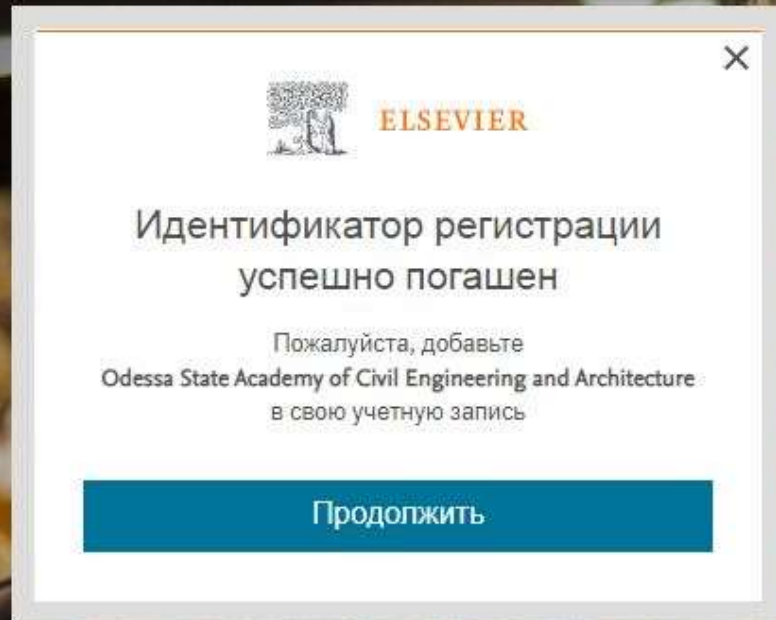 ELSEVIER
Идентификатор регистрации
успешно погашен
Пожалуйста, добавьте
Odessa State Academy of Civil Engineering and Architecture
в свою учетную запись
Продолжить